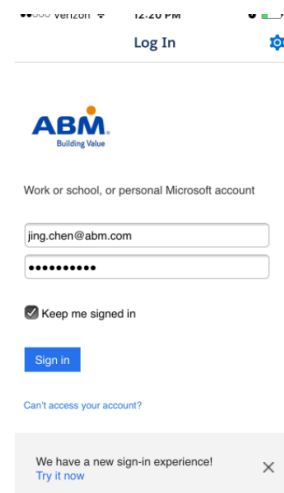 verizon 12:20 PM
Log In
ABM.
Building Value
Work or school, or personal Microsoft account
jing.chen@abm.com
••••••••••
Keep me signed in
Sign in
Can't access your account?
We have a new sign-in experience!
Try it now